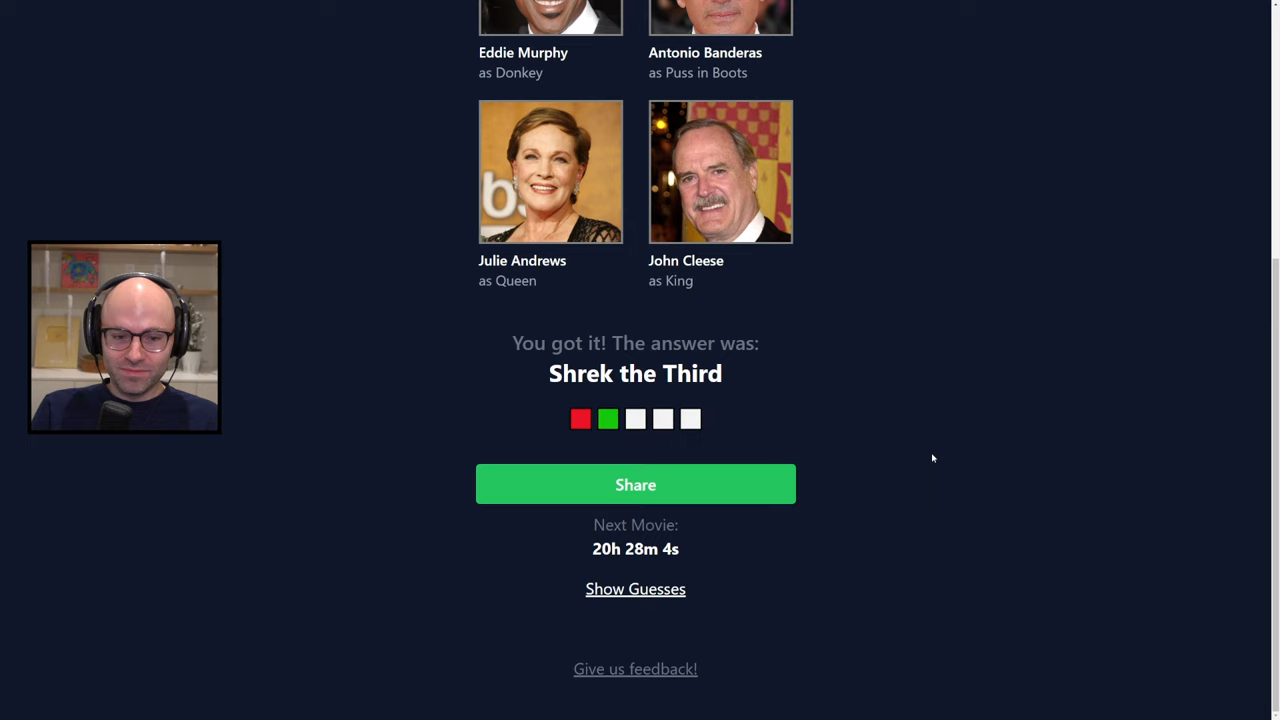 Eddie Murphy
as Donkey
Antonio Banderas
as Puss in Boots
Julie Andrews
as Queen
John Cleese
as King
You got it! The answer was:
Shrek the Third
Share
Next Movie:
20h 28m 4s
Show Guesses
Give us feedback!